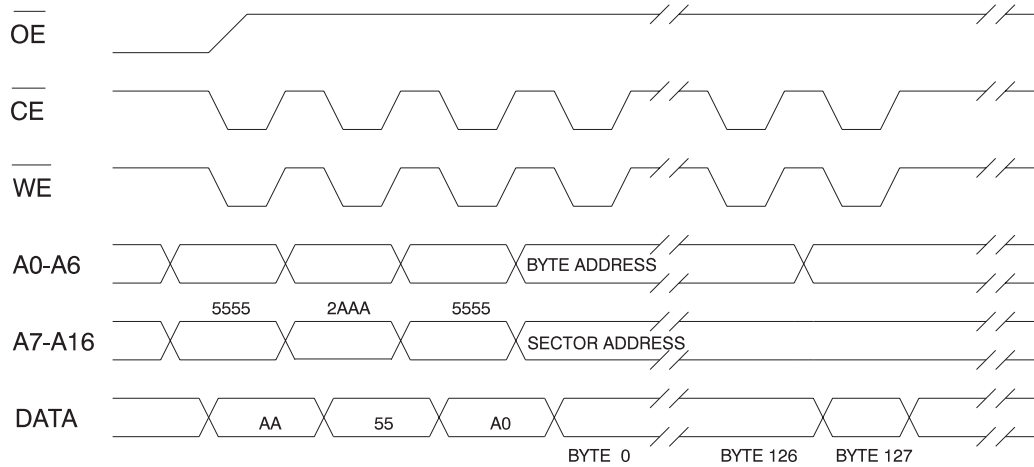 OE
CE
WE
A0-A6
BYTE ADDRESS
5555 2AAA 5555
A7-A16
SECTOR ADDRESS
DATA
AA 55 A0
BYTE 0 BYTE 126 BYTE 127